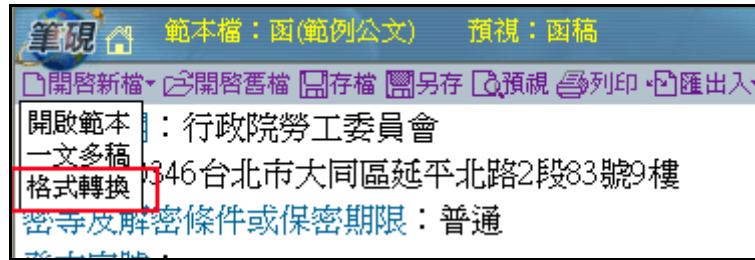 筆硯 範本檔：函(範例公文) 預視：函稿
開啓新檔 開啓舊檔 存檔 另存 預視 列印 匯出入
開啟範本
：行政院勞工委員會
一文多稿
346台北市大同區延平北路2段83號9樓
格式轉換
密等及解密條件或保密期限：普通